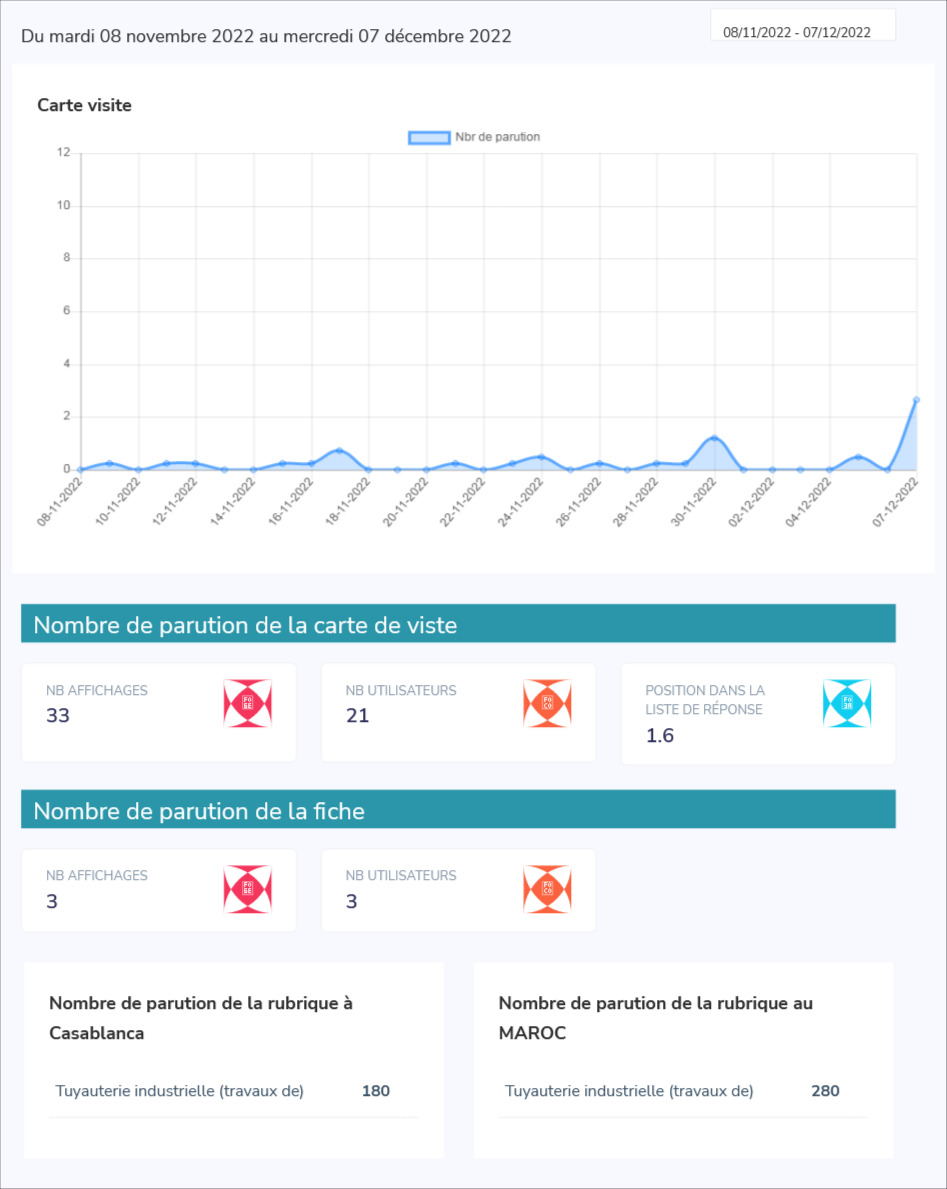 Du mardi 08 novembre 2022 au mercredi 07 décembre 2022
08/11/2022 - 07/12/2022
Carte visite
Nbr de parution
12
10
8
6
4
2
0
08-11-2022
10-11-2022
12-11-2022
14-11-2022
16-11-2022
18-11-2022
20-11-2022
22-11-2022
24-11-2022
26-11-2022
28-11-2022
30-11-2022
02-12-2022
04-12-2022
07-12-2022
Nombre de parution de la carte de viste
NB AFFICHAGES
33
NB UTILISATEURS
21
POSITION DANS LA
LISTE DE RÉPONSE
1.6
Nombre de parution de la fiche
NB AFFICHAGES
3
NB UTILISATEURS
3
Nombre de parution de la rubrique à
Casablanca
Tuyauterie industrielle (travaux de) 180
Nombre de parution de la rubrique au
MAROC
Tuyauterie industrielle (travaux de) 280